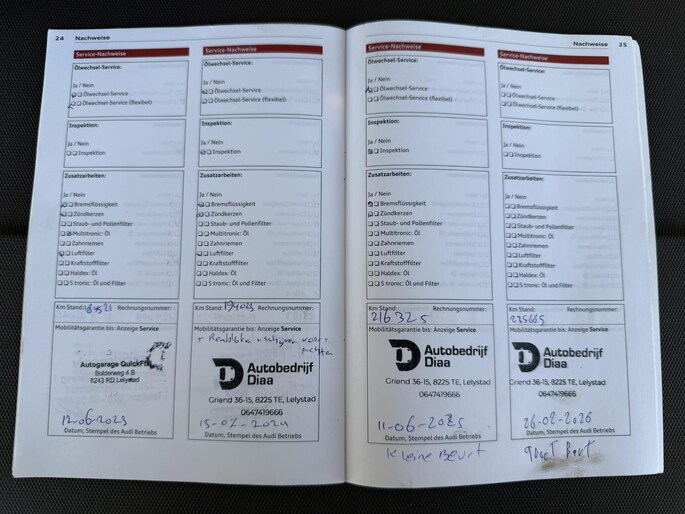 24 Nachweise
Service-Nachweise
Ölwechsel-Service:
Ja / Nein
Ölwechsel-Service
Ölwechsel-Service (flexibel)
Inspektion:
Ja / Nein
Inspektion
Zusatzarbeiten:
Ja / Nein
Bremsflüssigkeit
Zündkerzen
Staub- und Pollenfilter
Multitronic: Öl
Zahnriemen
Luftfilter
Kraftstofffilter
Haldex: Öl
S tronic: Öl und Filter
Km Stand: Rechnungsnummer:
Mobilitätsgarantie bis: Anzeige Service
Autogarage
Bolderweg 4 B
8243 RD Lelystad
12-06-2023
Datum, Stempel des Audi Betriebs
Service-Nachweise
Ölwechsel-Service:
Ja / Nein
Ölwechsel-Service
Ölwechsel-Service (flexibel)
Inspektion:
Ja / Nein
Inspektion
Zusatzarbeiten:
Ja / Nein
Bremsflüssigkeit
Zündkerzen
Staub- und Pollenfilter
Multitronic: Öl
Zahnriemen
Luftfilter
Kraftstofffilter
Haldex: Öl
S tronic: Öl und Filter
Km Stand: Rechnungsnummer:
Mobilitätsgarantie bis: Anzeige Service
Autobedrijf
Diaa
Griend 36-15, 8225 TE, Lelystad
0647419666
15-02-2024
Datum, Stempel des Audi Betriebs
Nachweise 25
Service-Nachweise
Ölwechsel-Service:
Ja / Nein
Ölwechsel-Service
Ölwechsel-Service (flexibel)
Inspektion:
Ja / Nein
Inspektion
Zusatzarbeiten:
Ja / Nein
Bremsflüssigkeit
Zündkerzen
Staub- und Pollenfilter
Multitronic: Öl
Zahnriemen
Luftfilter
Kraftstofffilter
Haldex: Öl
S tronic: Öl und Filter
Km Stand: Rechnungsnummer:
216325
Mobilitätsgarantie bis: Anzeige Service
Autobedrijf
Diaa
Griend 36-15, 8225 TE, Lelystad
0647419666
11-06-2025
Datum, Stempel des Audi Betriebs
Kleine Beurt
Service-Nachweise
Ölwechsel-Service:
Ja / Nein
Ölwechsel-Service
Ölwechsel-Service (flexibel)
Inspektion:
Ja / Nein
Inspektion
Zusatzarbeiten:
Ja / Nein
Bremsflüssigkeit
Zündkerzen
Staub- und Pollenfilter
Multitronic: Öl
Zahnriemen
Luftfilter
Kraftstofffilter
Haldex: Öl
S tronic: Öl und Filter
Km Stand: Rechnungsnummer:
235665
Mobilitätsgarantie bis: Anzeige Service
Autobedrijf
Diaa
Griend 36-15, 8225 TE, Lelystad
0647419666
26-02-2026
Datum, Stempel des Audi Betriebs